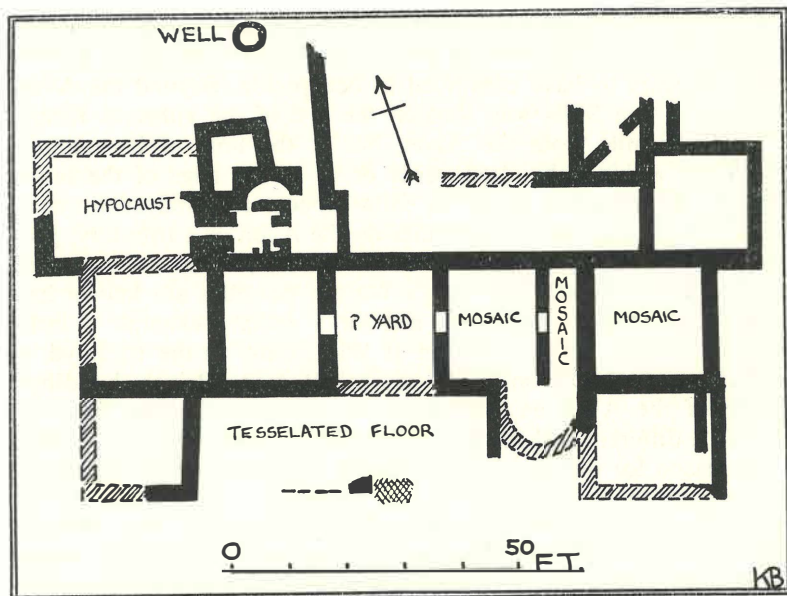 WELL
HYPOCAUST
? YARD
MOSAIC
MOSAIC
MOSAIC
TESSELATED FLOOR
0 50 FT.
KB